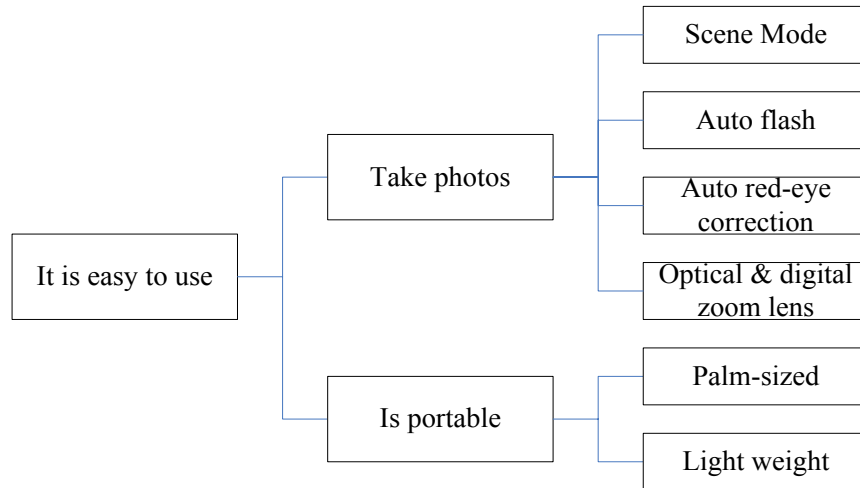 It is easy to use
Take photos
Scene Mode
Auto flash
Auto red-eye
correction
Optical & digital
zoom lens
Is portable
Palm-sized
Light weight